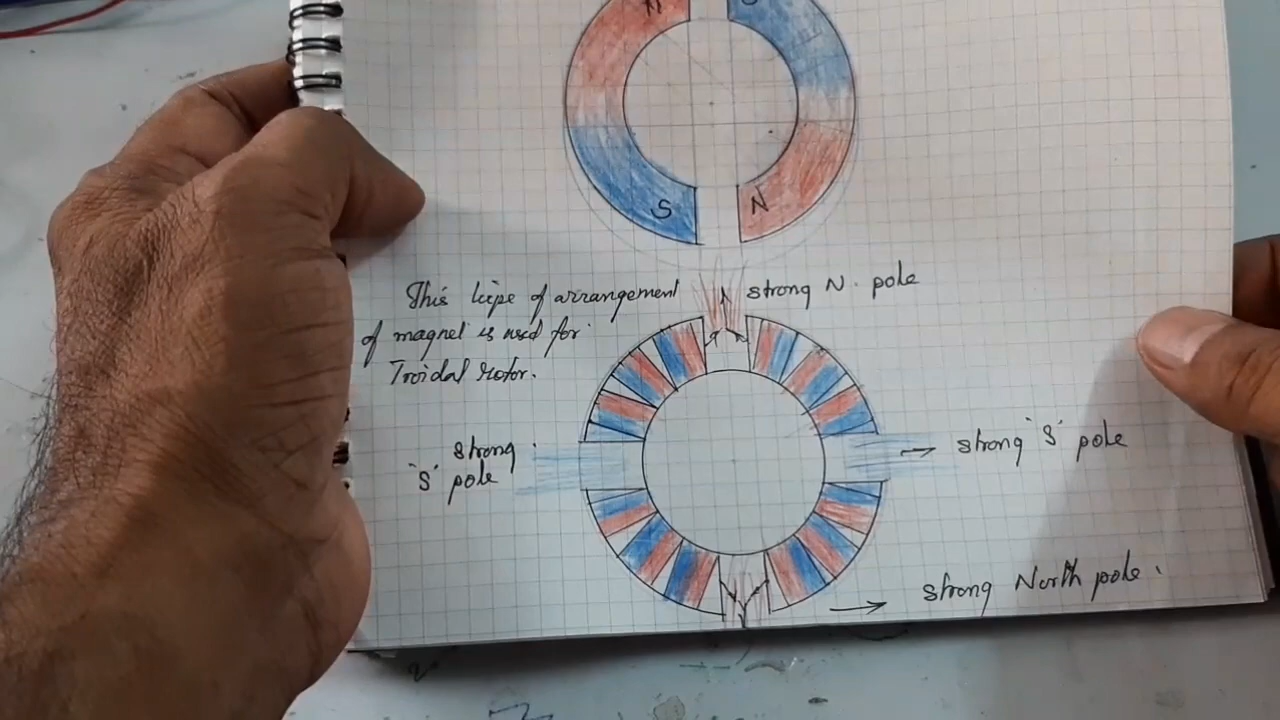 N
S
N
This type of arrangement
of magnet is used for
Troidal rotor.
strong N. pole
strong
'S' pole
→ strong 'S' pole
→ strong North pole.